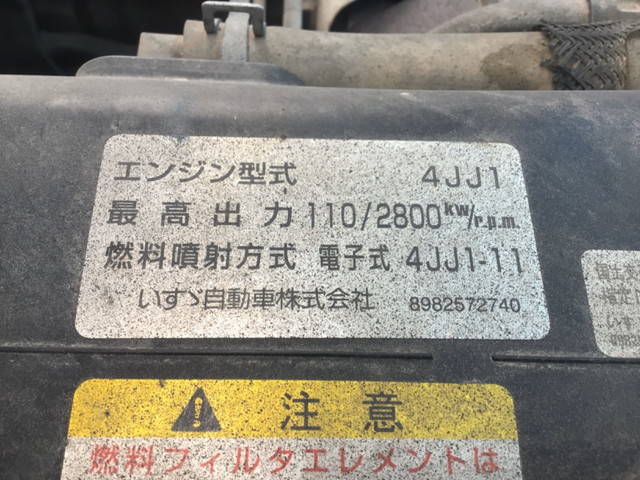 エンジン型式 4JJ1
最高出力 110/2800kw/r.p.m.
燃料噴射方式 電子式 4JJ1-11
いすゞ自動車株式会社 8982572740
注意
燃料フィルタエレメントは